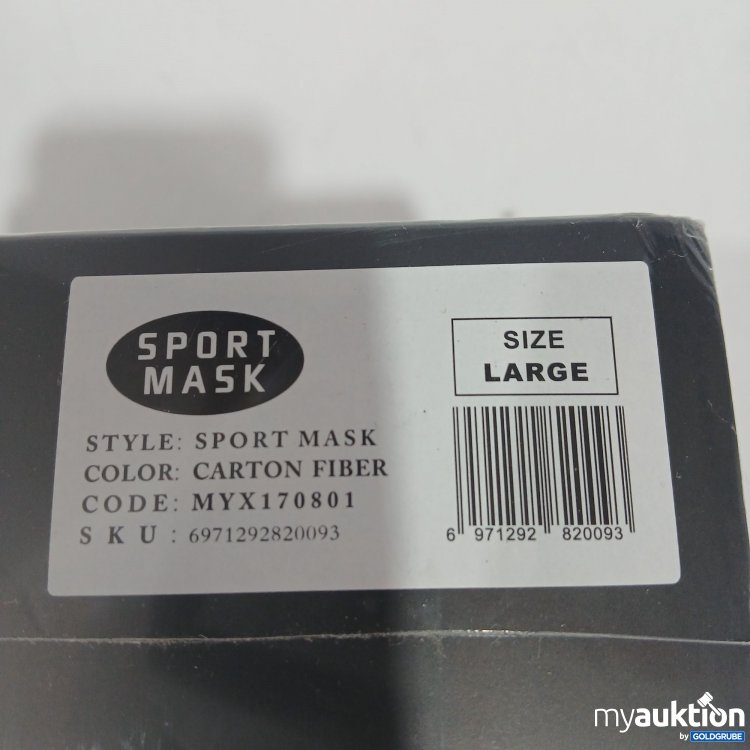 SPORT
MASK
STYLE: SPORT MASK
COLOR: CARTON FIBER
CODE: MYX170801
SKU: 6971292820093
SIZE
LARGE
6 971292 820093
myauktion
by GOLDGRUBE